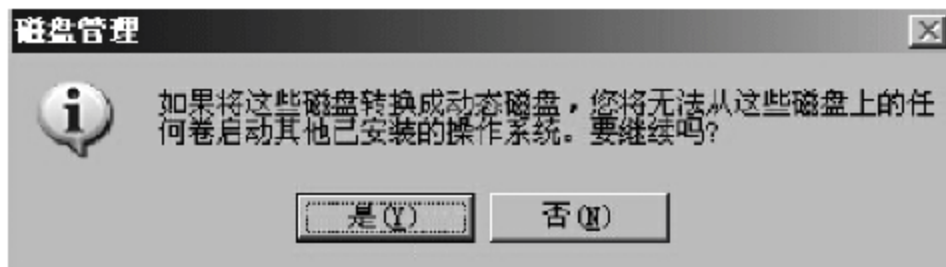 磁盘管理
如果将这些磁盘转换成动态磁盘，您将无法从这些磁盘上的任
何卷启动其他已安装的操作系统。要继续吗?
是(Y)
否(N)